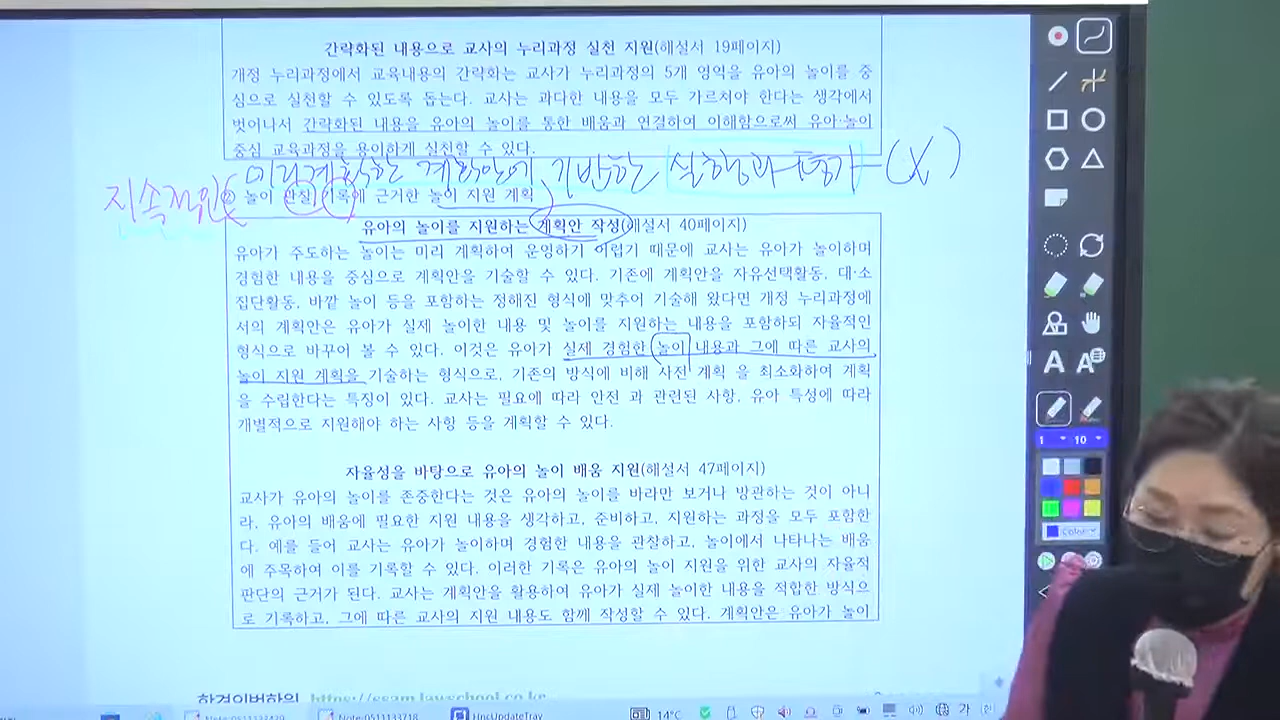 간략화된 내용으로 교사의 누리과정 실천 지원(해설서 19페이지)
개정 누리과정에서 교육내용의 간략화는 교사가 누리과정의 5개 영역을 유아의 놀이를 중
심으로 실천할 수 있도록 돕는다. 교사는 과다한 내용을 모두 가르쳐야 한다는 생각에서
벗어나서 간략화된 내용을 유아의 놀이를 통한 배움과 연결하여 이해함으로써 유아·놀이
중심 교육과정을 용이하게 실천할 수 있다.
미리계획하는 계획안에 기반하는 실행과 평가 (X)
지속적인 놀이 관찰 기록에 근거한 놀이 지원 계획
유아의 놀이를 지원하는 계획안 작성(해설서 40페이지)
유아가 주도하는 놀이는 미리 계획하여 운영하기 어렵기 때문에 교사는 유아가 놀이하며
경험한 내용을 중심으로 계획안을 기술할 수 있다. 기존에 계획안을 자유선택활동, 대·소
집단활동, 바깥 놀이 등을 포함하는 정해진 형식에 맞추어 기술해 왔다면 개정 누리과정에
서의 계획안은 유아가 실제 놀이한 내용 및 놀이를 지원하는 내용을 포함하되 자율적인
형식으로 바꾸어 볼 수 있다. 이것은 유아가 실제 경험한 놀이 내용과 그에 따른 교사의
놀이 지원 계획을 기술하는 형식으로, 기존의 방식에 비해 사전 계획 을 최소화하여 계획
을 수립한다는 특징이 있다. 교사는 필요에 따라 안전 과 관련된 사항, 유아 특성에 따라
개별적으로 지원해야 하는 사항 등을 계획할 수 있다.
자율성을 바탕으로 유아의 놀이 배움 지원(해설서 47페이지)
교사가 유아의 놀이를 존중한다는 것은 유아의 놀이를 바라만 보거나 방관하는 것이 아니
라, 유아의 배움에 필요한 지원 내용을 생각하고, 준비하고, 지원하는 과정을 모두 포함한
다. 예를 들어 교사는 유아가 놀이하며 경험한 내용을 관찰하고, 놀이에서 나타나는 배움
에 주목하여 이를 기록할 수 있다. 이러한 기록은 유아의 놀이 지원을 위한 교사의 자율적
판단의 근거가 된다. 교사는 계획안을 활용하여 유아가 실제 놀이한 내용을 적합한 방식으
로 기록하고, 그에 따른 교사의 지원 내용도 함께 작성할 수 있다. 계획안은 유아가 놀이
https://ssam.lawschool.co.kr
Note:0511133718
HncUpdateTray
14°C
가
A
A
1
10
Color